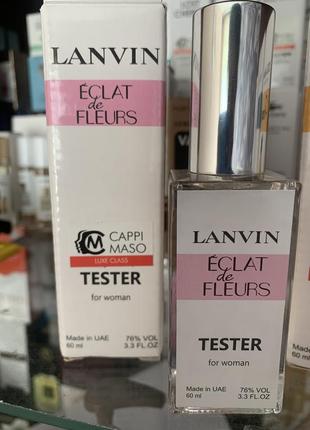 LANVIN
ÉCLAT
de
FLEURS
CM
CAPPI
MASO
LUXE CLASS
TESTER
for woman
Made in UAE 76% VOL
60 ml 3.3 FL.OZ
LANVIN
ÉCLAT
de
FLEURS
TESTER
for woman
Made in UAE 76% VOL
60 ml 3.3 FL.OZ